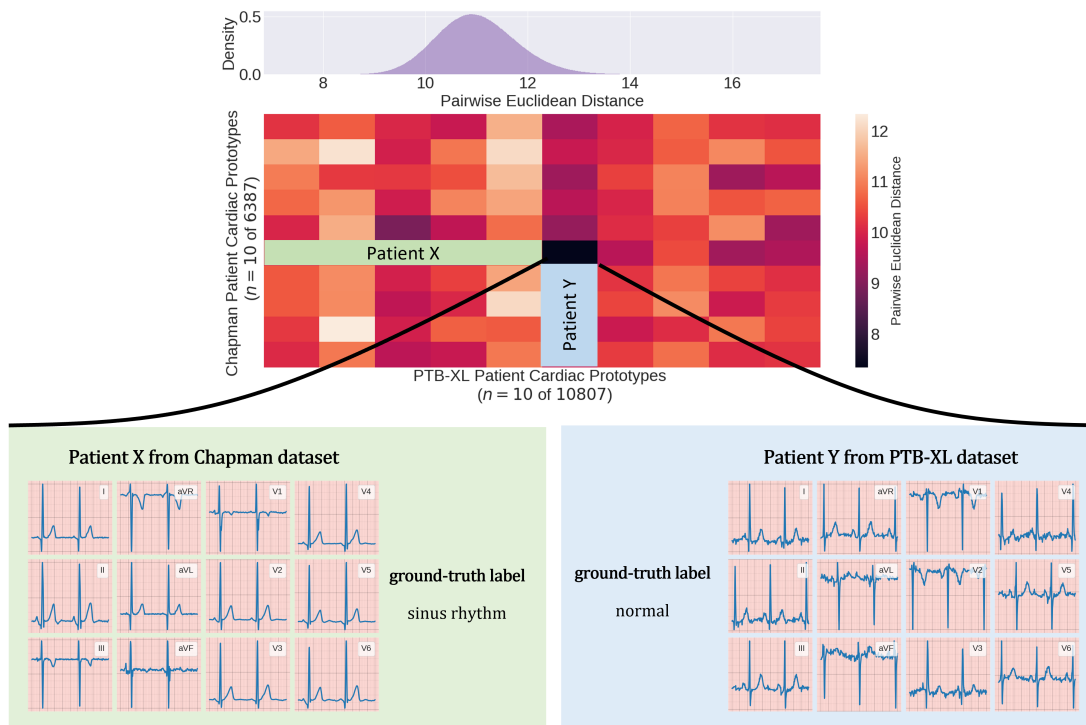 0.5
Density
0.0
8 10 12 14 16
Pairwise Euclidean Distance
Chapman Patient Cardiac Prototypes
(n = 10 of 6387)
Patient X
Patient Y
12
11
10
9
8
Pairwise Euclidean Distance
PTB-XL Patient Cardiac Prototypes
(n = 10 of 10807)
Patient X from Chapman dataset
I aVR V1 V4
II aVL V2 V5
III aVF V3 V6
ground-truth label
sinus rhythm
Patient Y from PTB-XL dataset
ground-truth label
normal
I aVR V1 V4
II aVL V2 V5
III aVF V3 V6